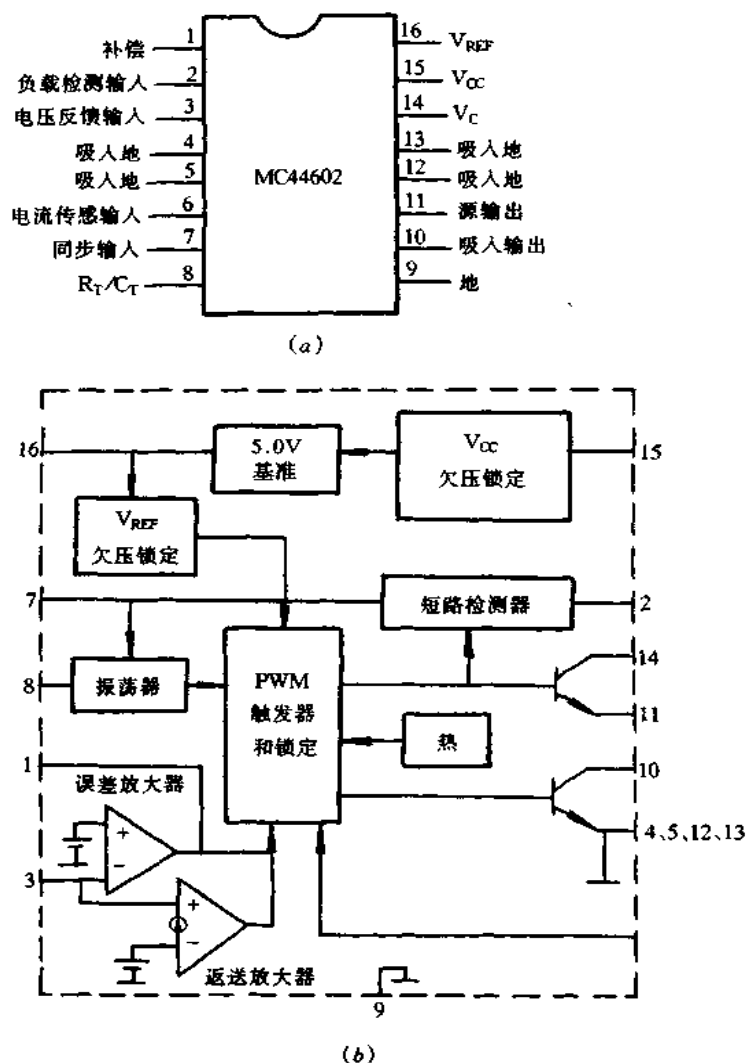 补偿 1
负载检测输入 2
电压反馈输入 3
吸入地 4
吸入地 5
电流传感输入 6
同步输入 7
R_T/C_T 8
MC44602
16 V_REF
15 V_CC
14 V_C
13 吸入地
12 吸入地
11 源输出
10 吸入输出
9 地
(a)
16
5.0V
基准
V_CC
欠压锁定
15
V_REF
欠压锁定
7
短路检测器
2
8
振荡器
PWM
触发器
和锁定
热
14
11
1
误差放大器
10
4、5、12、13
+
−
3
+
−
返送放大器
9
(b)